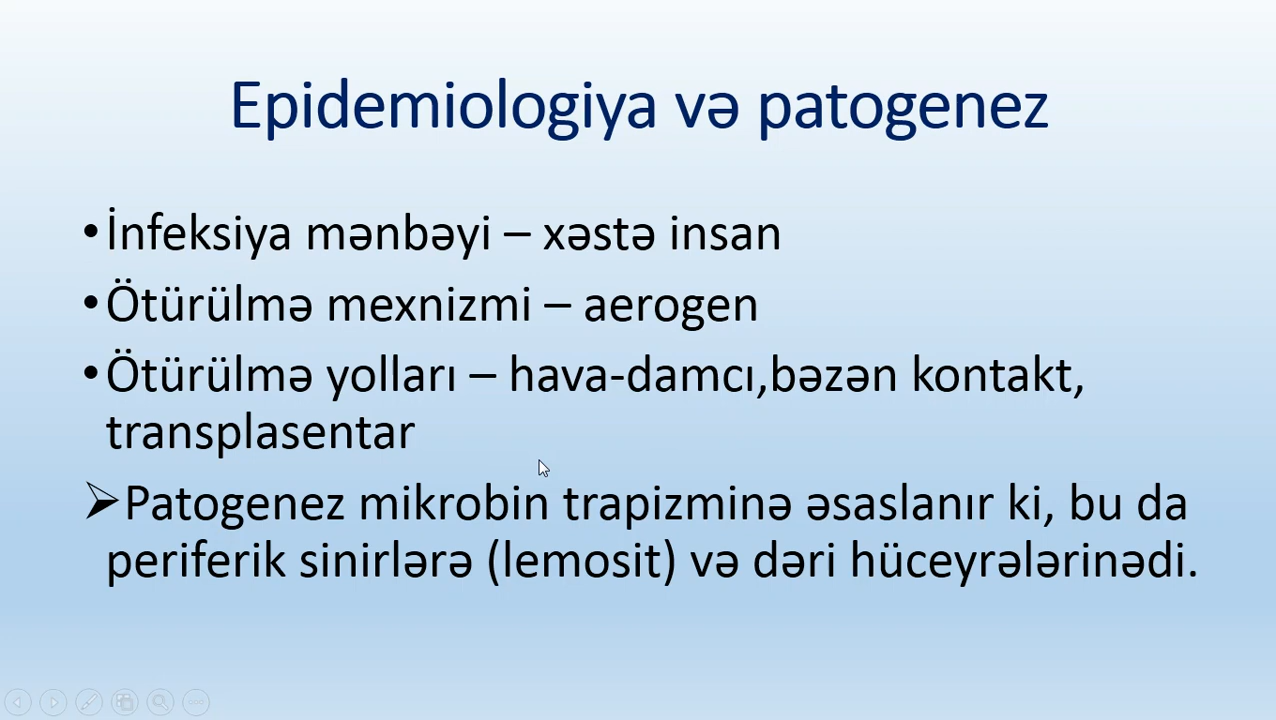 Epidemiologiya və patogenez
•İnfeksiya mənbəyi – xəstə insan
•Ötürülmə mexnizmi – aerogen
•Ötürülmə yolları – hava-damcı,bəzən kontakt,
transplasentar
➢Patogenez mikrobin trapizminə əsaslanır ki, bu da
periferik sinirlərə (lemosit) və dəri hüceyrələrinədi.